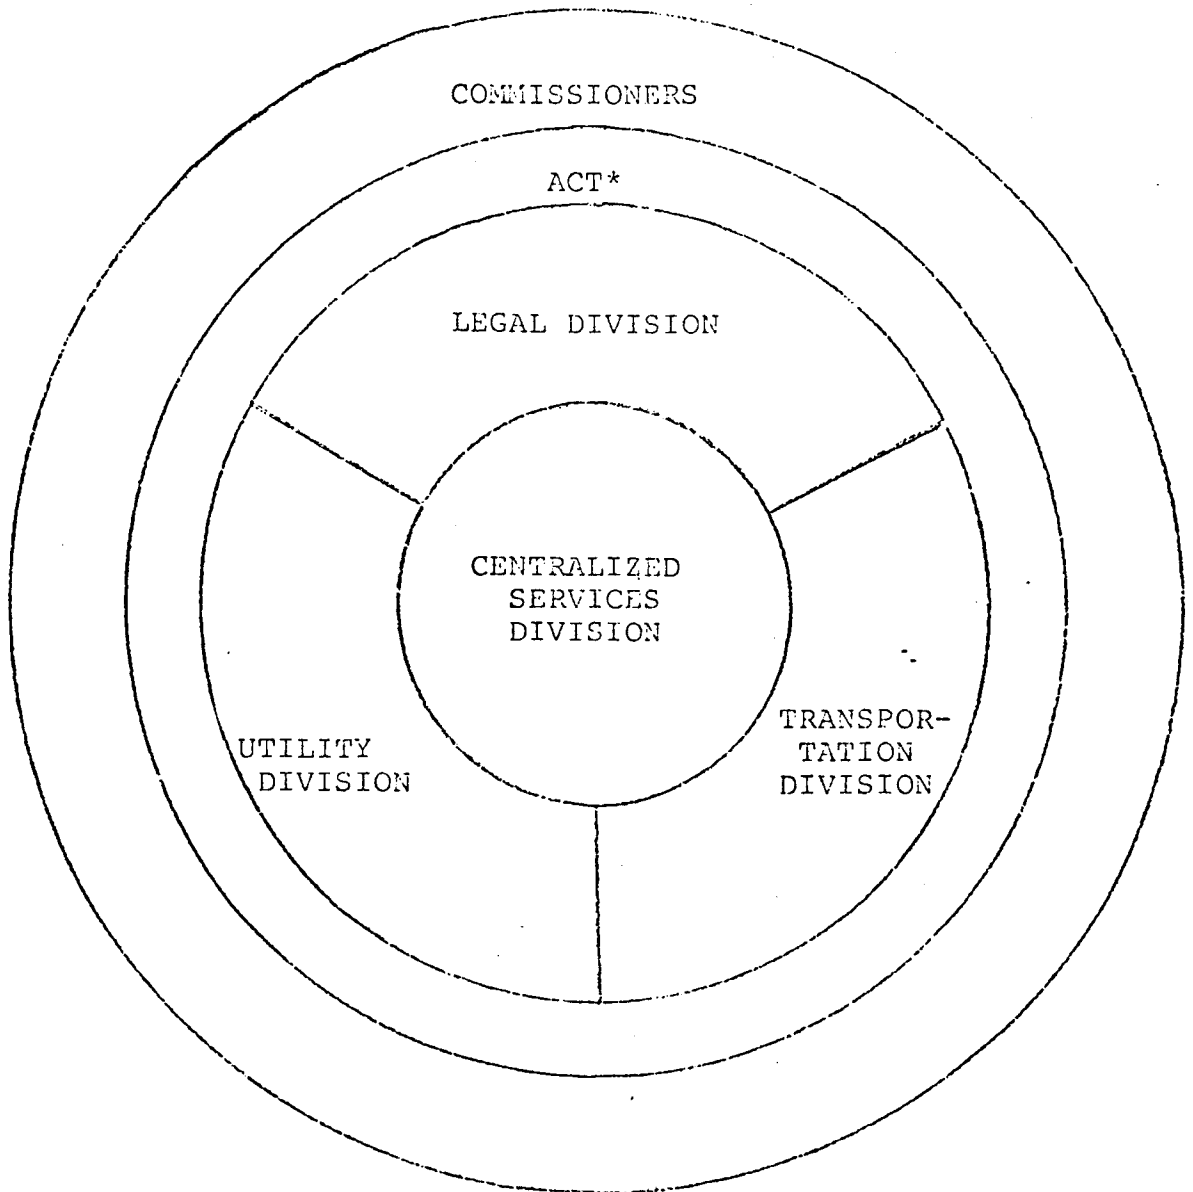 COMMISSIONERS
ACT*
LEGAL DIVISION
CENTRALIZED
SERVICES
DIVISION
UTILITY
DIVISION
TRANSPOR-
TATION
DIVISION